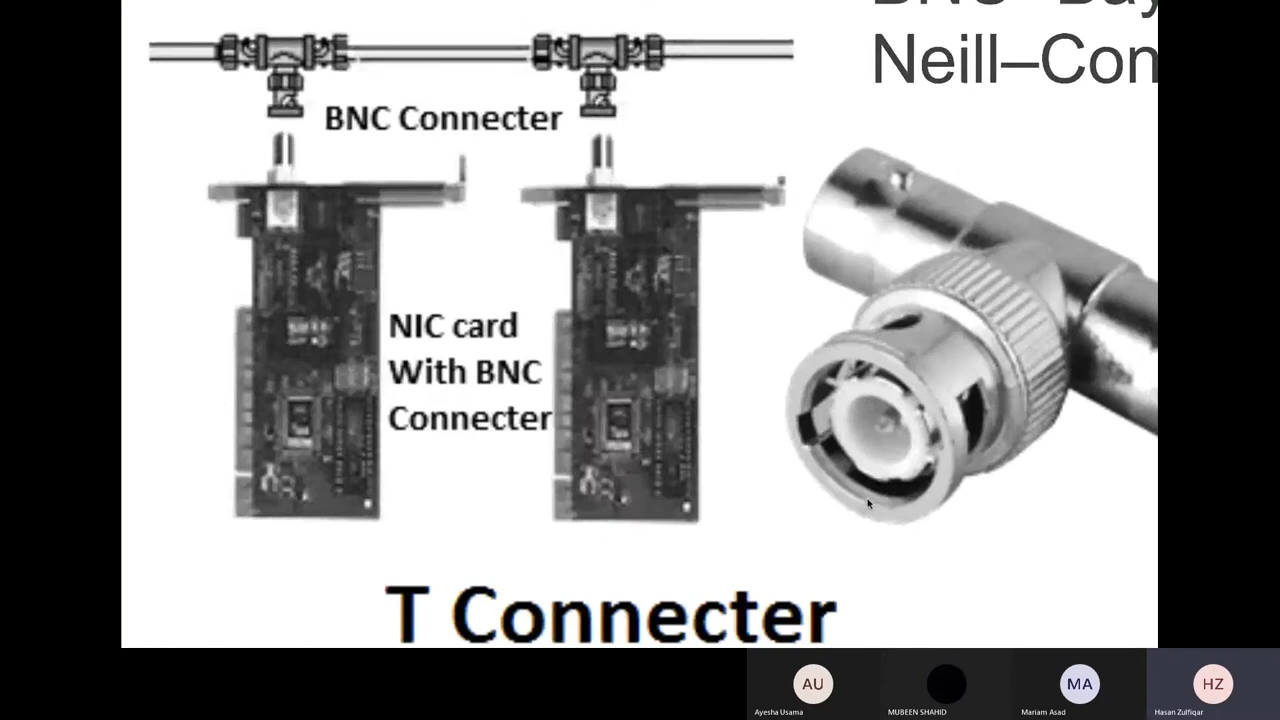 Neill–Con
BNC Connecter
NIC card
With BNC
Connecter
T Connecter
AU
MA
HZ
Ayesha Usama
MUBEEN SHAHID
Mariam Asad
Hasan Zulfiqar